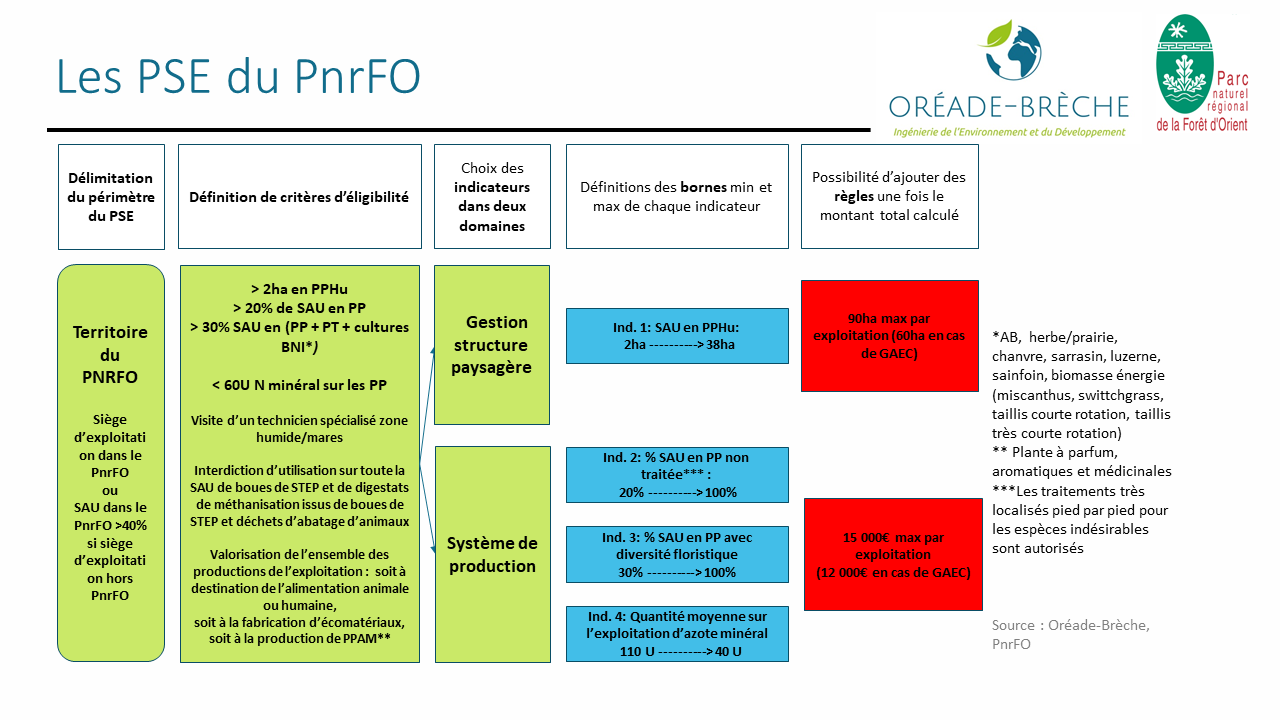 Les PSE du PnrFO
ORÉADE-BRÈCHE
Ingénierie de l'Environnement et du Développement
Parc
naturel
régional
de la Forêt d'Orient
Délimitation
du périmètre
du PSE
Définition de critères d'éligibilité
Choix des
indicateurs
dans deux
domaines
Définitions des bornes min et
max de chaque indicateur
Possibilité d'ajouter des
règles une fois le
montant total calculé
Territoire
du
PNRFO
Siège
d'exploitati
on dans le
PnrFO
ou
SAU dans le
PnrFO >40%
si siège
d'exploitati
on hors
PnrFO
> 2ha en PPHu
> 20% de SAU en PP
> 30% SAU en (PP + PT + cultures
BNI*)
< 60U N minéral sur les PP
Visite d'un technicien spécialisé zone
humide/mares
Interdiction d'utilisation sur toute la
SAU de boues de STEP et de digestats
de méthanisation issus de boues de
STEP et déchets d'abatage d'animaux
Valorisation de l'ensemble des
productions de l'exploitation : soit à
destination de l'alimentation animale
ou humaine,
soit à la fabrication d'écomatériaux,
soit à la production de PPAM**
Gestion
structure
paysagère
Système de
production
Ind. 1: SAU en PPHu:
2ha ----------> 38ha
Ind. 2: % SAU en PP non
traitée*** :
20% ----------> 100%
Ind. 3: % SAU en PP avec
diversité floristique
30% ----------> 100%
Ind. 4: Quantité moyenne sur
l'exploitation d'azote minéral
110 U ----------> 40 U
90ha max par
exploitation (60ha en cas
de GAEC)
15 000€ max par
exploitation
(12 000€ en cas de GAEC)
*AB, herbe/prairie,
chanvre, sarrasin, luzerne,
sainfoin, biomasse énergie
(miscanthus, swittchgrass,
taillis courte rotation, taillis
très courte rotation)
** Plante à parfum,
aromatiques et médicinales
***Les traitements très
localisés pied par pied pour
les espèces indésirables
sont autorisés
Source : Oréade-Brèche,
PnrFO